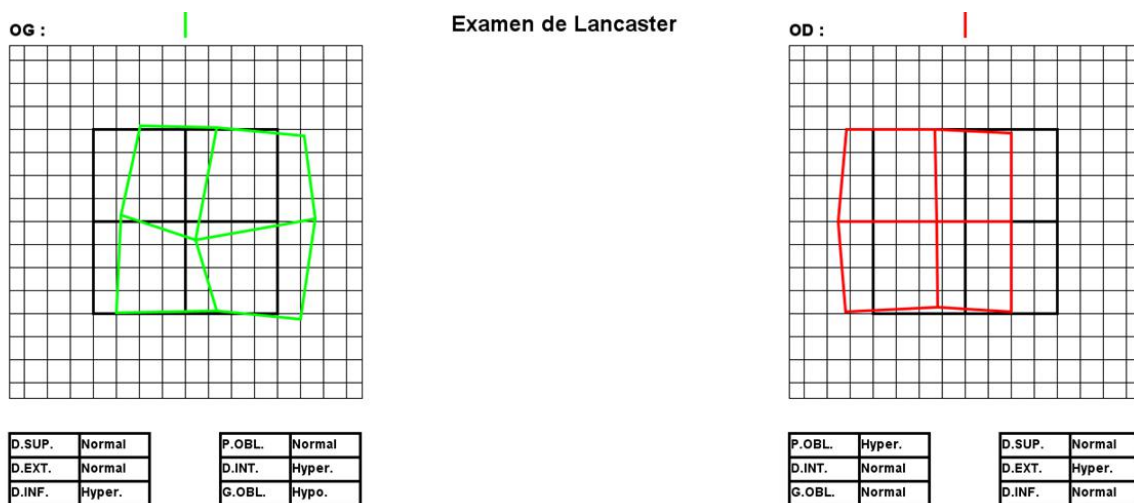 Examen de Lancaster
OG :
OD :
D.SUP. Normal P.OBL. Normal P.OBL. Hyper. D.SUP. Normal
D.EXT. Normal D.INT. Hyper. D.INT. Normal D.EXT. Hyper.
D.INF. Hyper. G.OBL. Hypo. G.OBL. Normal D.INF. Normal